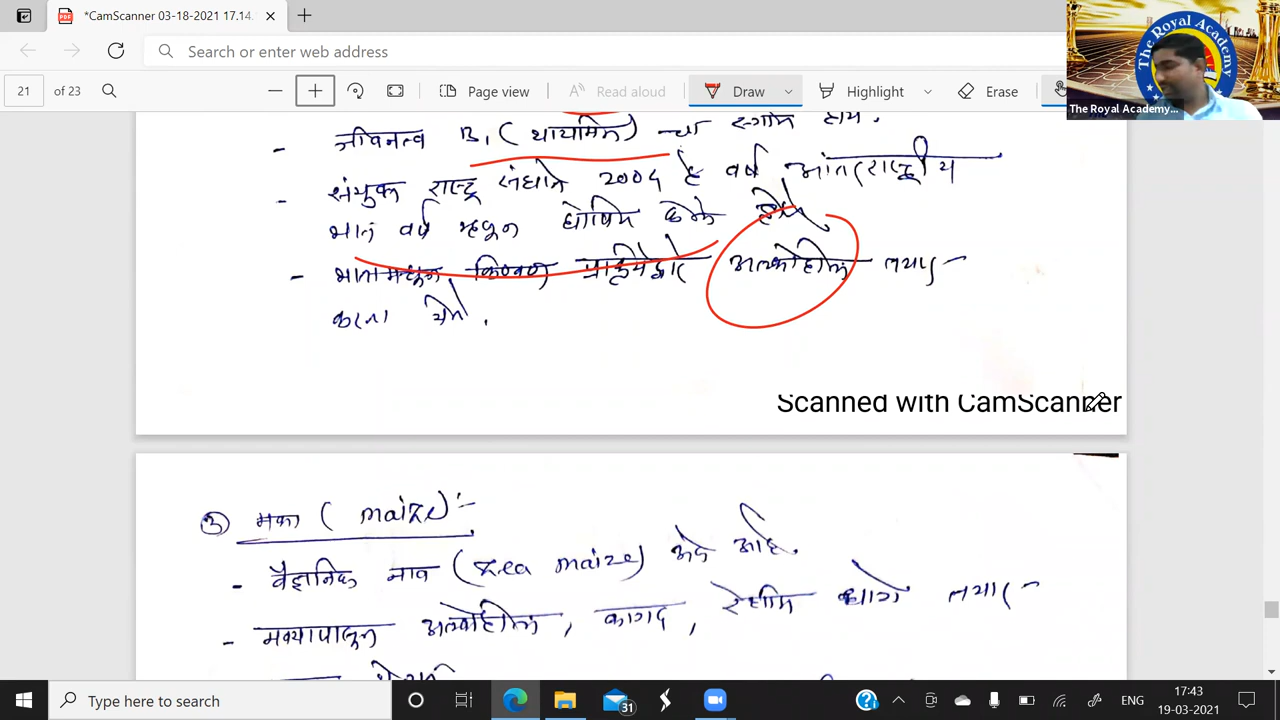 *CamScanner 03-18-2021 17.14.
Search or enter web address
21 of 23
Page view
Read aloud
Draw
Highlight
Erase
The Royal Academy
The Royal Academy...
- जीवनसत्व B₁ (थायमिन) -चा
- संयुक्त राष्ट्र संघाने 2004 हे वर्ष आंतरराष्ट्रीय
भात वर्ष म्हणून घोषित केले होते
- अल्कोहोल तयार
करता येते.
Scanned with CamScanner
③ मका (maize) :-
- वैज्ञानिक नाव (Zea maize) असे आहे.
- मक्यापासून अल्कोहोल, कागद, रेशीम धागे तयार
Type here to search
31
ENG
17:43
19-03-2021